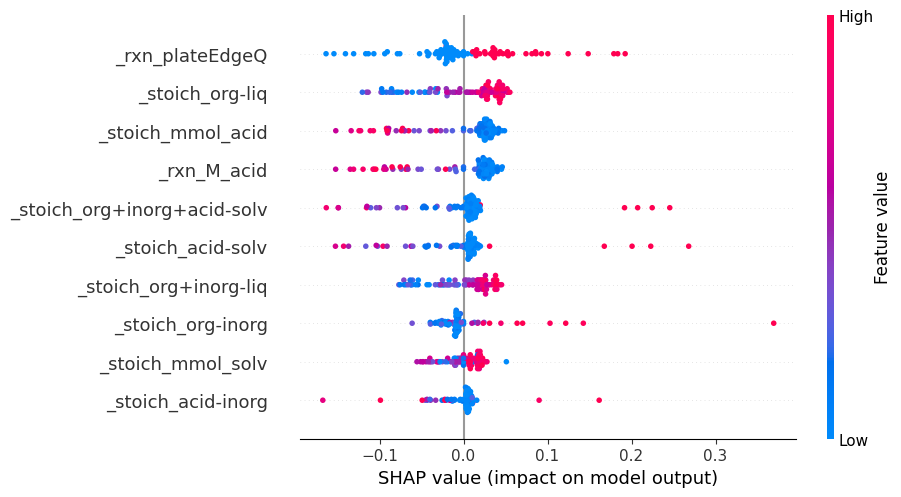 _rxn_plateEdgeQ
_stoich_org-liq
_stoich_mmol_acid
_rxn_M_acid
_stoich_org+inorg+acid-solv
_stoich_acid-solv
_stoich_org+inorg-liq
_stoich_org-inorg
_stoich_mmol_solv
_stoich_acid-inorg
−0.1 0.0 0.1 0.2 0.3
SHAP value (impact on model output)
High
Feature value
Low